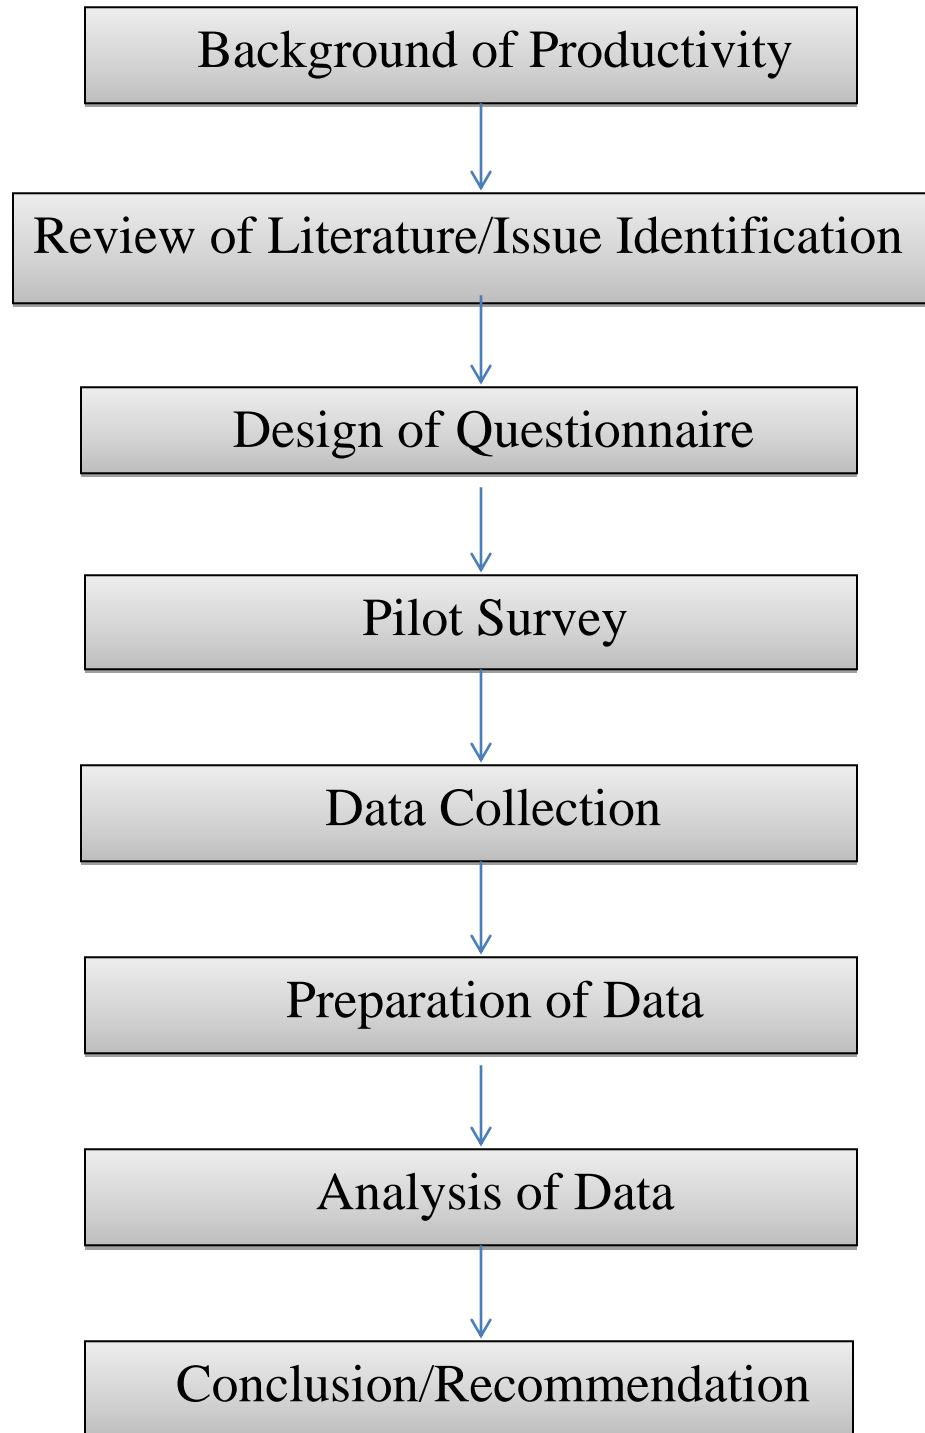 Background of Productivity
Review of Literature/Issue Identification
Design of Questionnaire
Pilot Survey
Data Collection
Preparation of Data
Analysis of Data
Conclusion/Recommendation